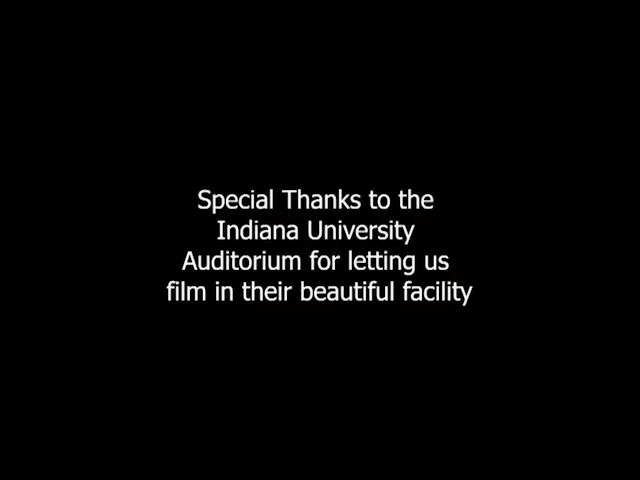 Special Thanks to the
Indiana University
Auditorium for letting us
film in their beautiful facility